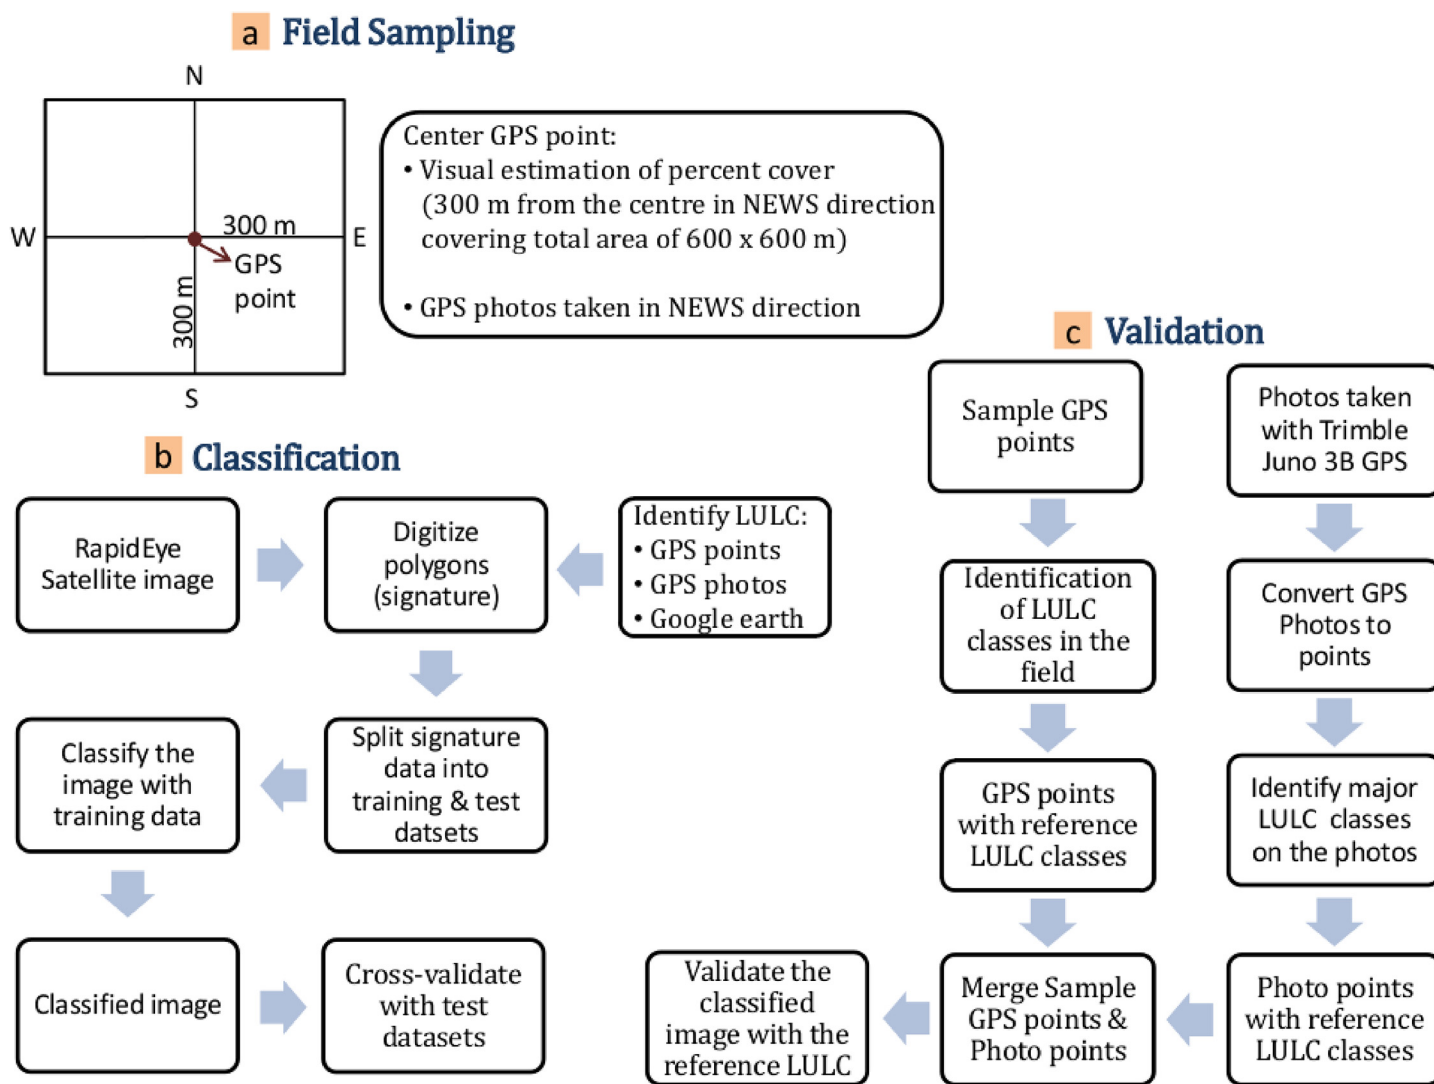 a Field Sampling
N
W
300 m
E
GPS
point
300 m
S
Center GPS point:
• Visual estimation of percent cover
(300 m from the centre in NEWS direction
covering total area of 600 x 600 m)
• GPS photos taken in NEWS direction
b Classification
RapidEye
Satellite image
Digitize
polygons
(signature)
Identify LULC:
• GPS points
• GPS photos
• Google earth
Classify the
image with
training data
Split signature
data into
training & test
datsets
Classified image
Cross-validate
with test
datasets
c Validation
Sample GPS
points
Photos taken
with Trimble
Juno 3B GPS
Identification
of LULC
classes in the
field
Convert GPS
Photos to
points
GPS points
with reference
LULC classes
Identify major
LULC classes
on the photos
Validate the
classified
image with the
reference LULC
Merge Sample
GPS points &
Photo points
Photo points
with reference
LULC classes